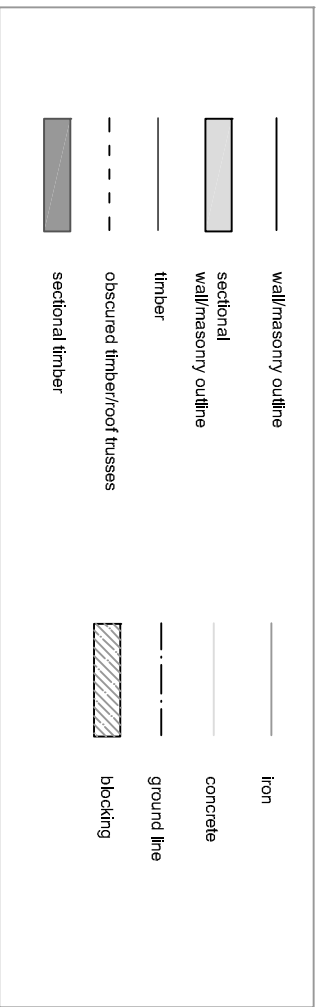 wall/masonry outline
sectional
wall/masonry outline
timber
obscured timber/roof trusses
sectional timber
iron
concrete
ground line
blocking